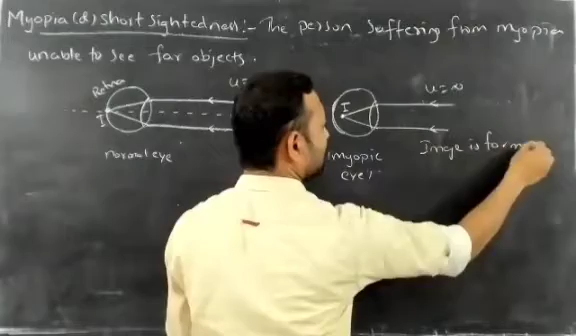 Myopia (or) Short Sightedness:- The person Suffering from myopia
unable to see far objects.
Retina
I
normal eye
u=
I
myopic
eye
u=∞
Image is form